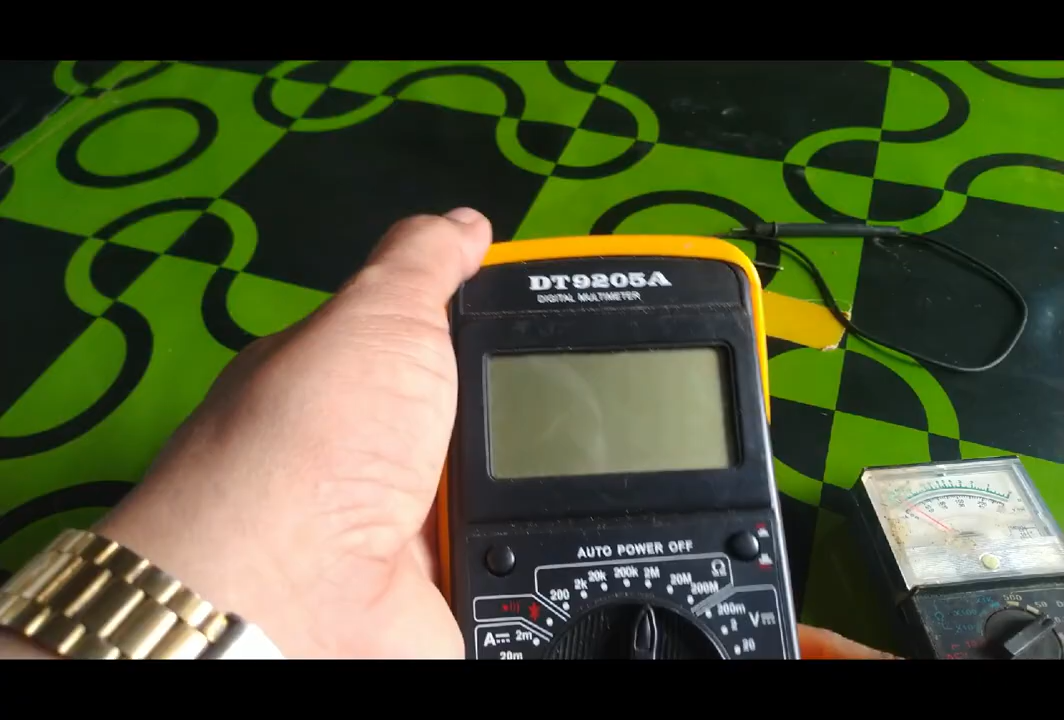 DT9205A
DIGITAL MULTIMETER
AUTO POWER OFF
200 2k 20k 200k 2M 20M 200M Ω
A 2m
20m
200m
2 V
20